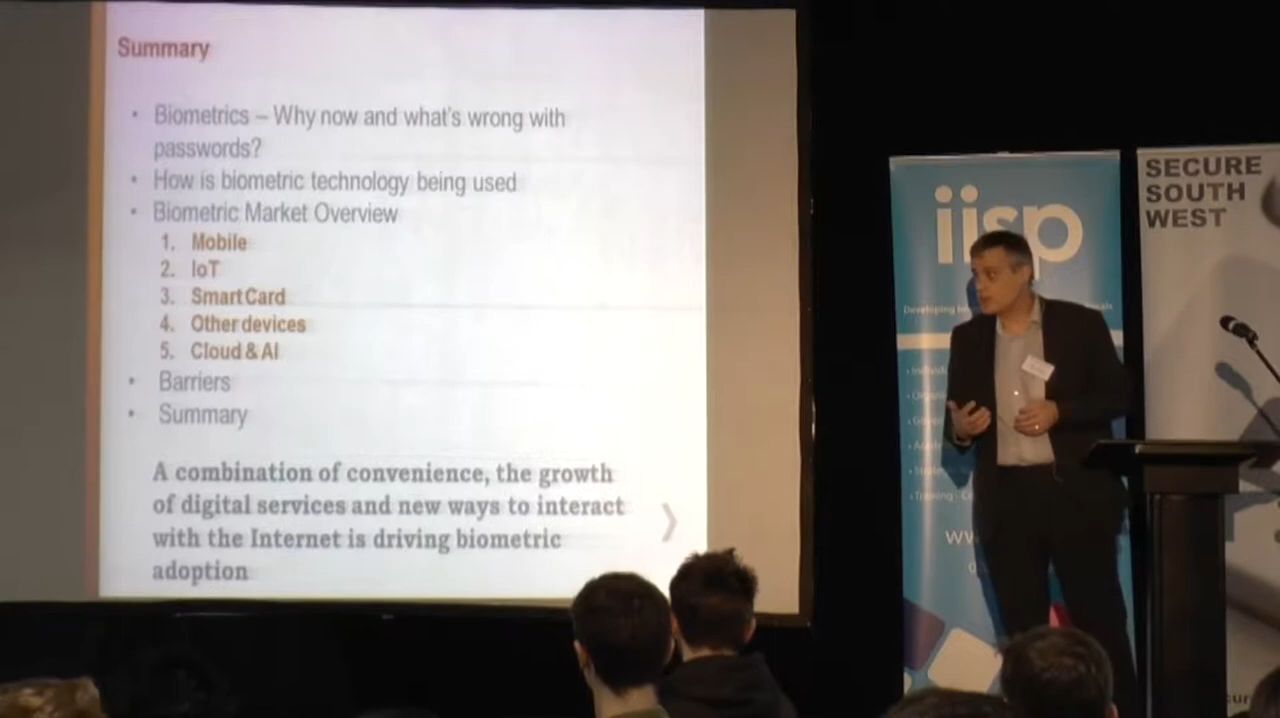 Summary
• Biometrics – Why now and what's wrong with
passwords?
• How is biometric technology being used
• Biometric Market Overview
1. Mobile
2. IoT
3. Smart Card
4. Other devices
5. Cloud & AI
• Barriers
• Summary
A combination of convenience, the growth
of digital services and new ways to interact
with the Internet is driving biometric
adoption
iisp
Developing
• Training
SECURE
SOUTH
WEST